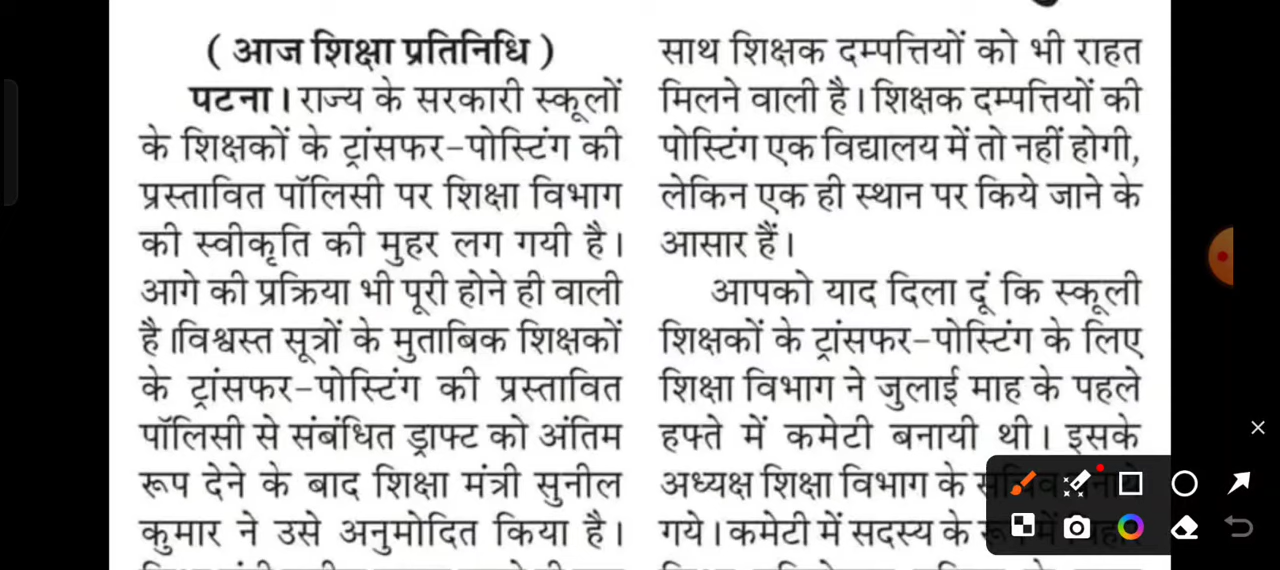 ( आज शिक्षा प्रतिनिधि )
पटना। राज्य के सरकारी स्कूलों
के शिक्षकों के ट्रांसफर-पोस्टिंग की
प्रस्तावित पॉलिसी पर शिक्षा विभाग
की स्वीकृति की मुहर लग गयी है।
आगे की प्रक्रिया भी पूरी होने ही वाली
है।विश्वस्त सूत्रों के मुताबिक शिक्षकों
के ट्रांसफर-पोस्टिंग की प्रस्तावित
पॉलिसी से संबंधित ड्राफ्ट को अंतिम
रूप देने के बाद शिक्षा मंत्री सुनील
कुमार ने उसे अनुमोदित किया है।
साथ शिक्षक दम्पत्तियों को भी राहत
मिलने वाली है। शिक्षक दम्पत्तियों की
पोस्टिंग एक विद्यालय में तो नहीं होगी,
लेकिन एक ही स्थान पर किये जाने के
आसार हैं।
आपको याद दिला दूं कि स्कूली
शिक्षकों के ट्रांसफर-पोस्टिंग के लिए
शिक्षा विभाग ने जुलाई माह के पहले
हफ्ते में कमेटी बनायी थी। इसके
अध्यक्ष शिक्षा विभाग के सचिव बनाये
गये। कमेटी में सदस्य के रूप में बिहार